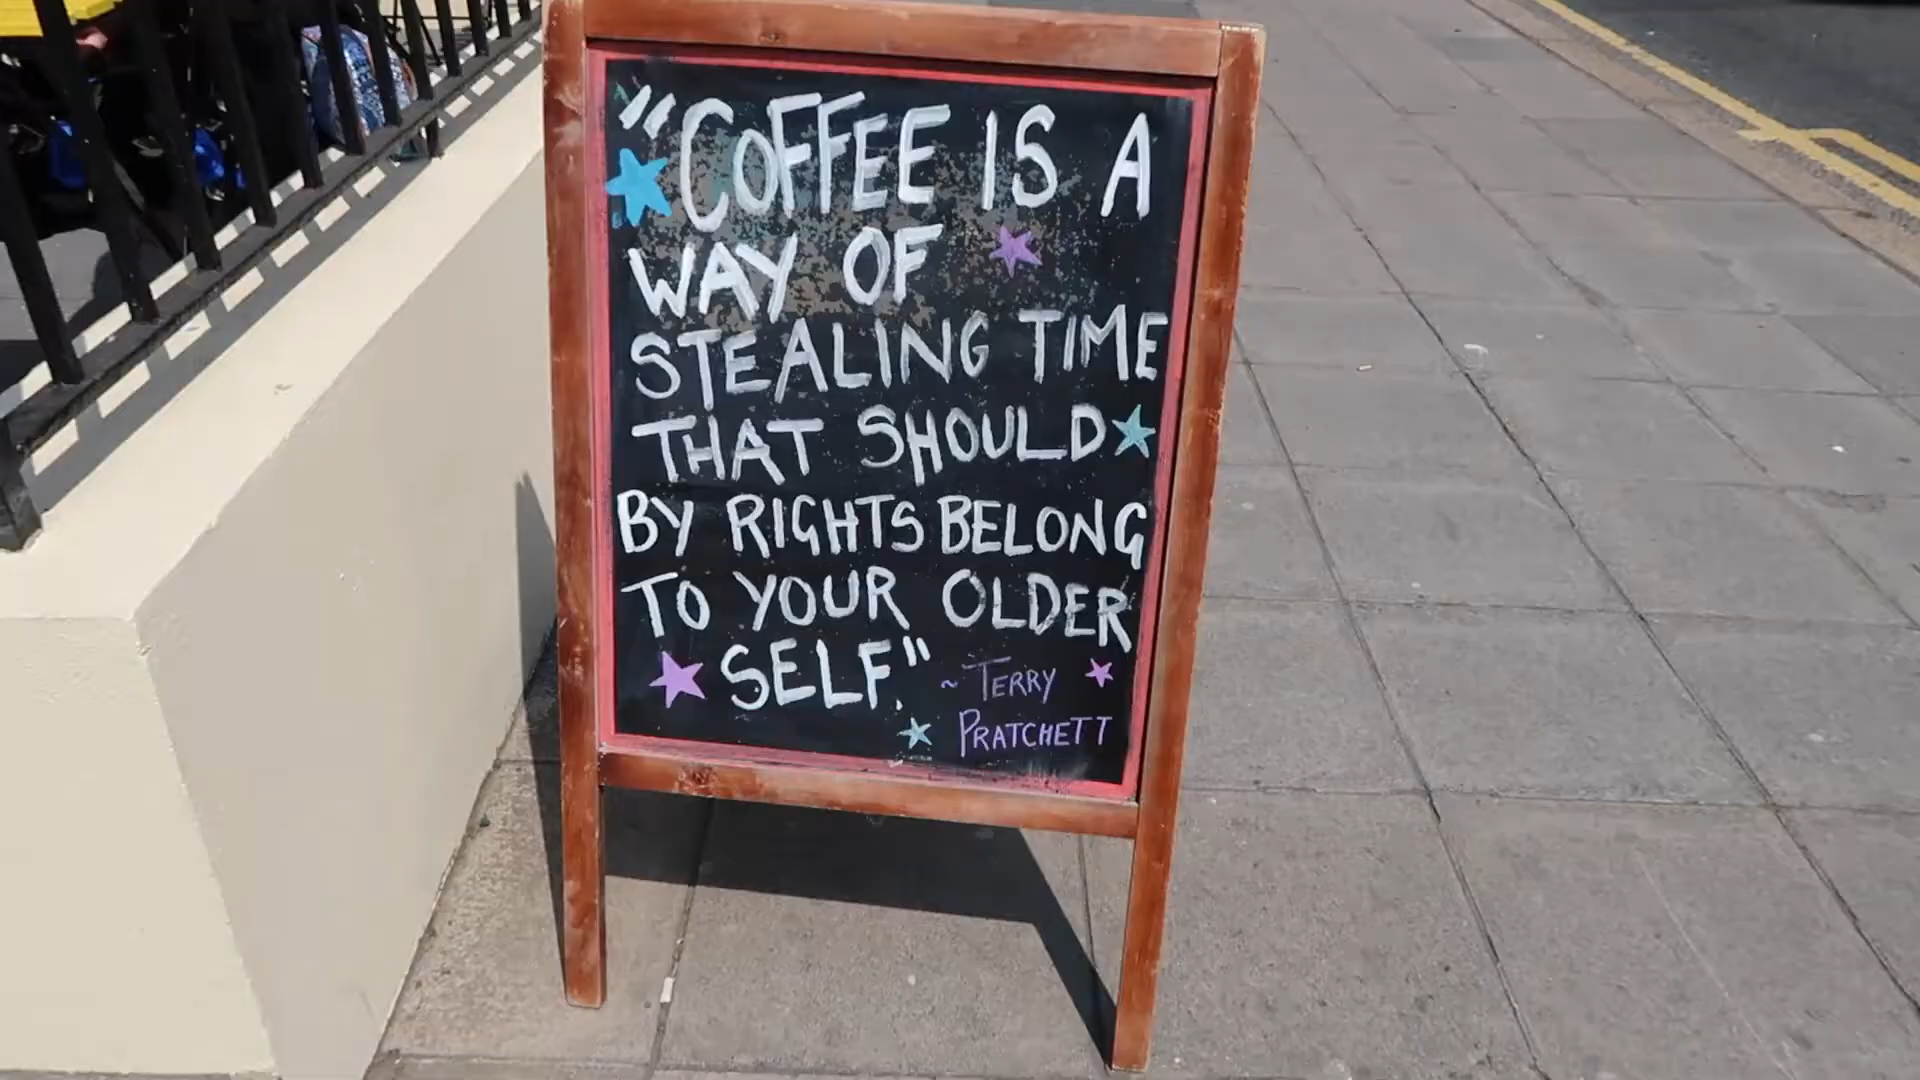 "COFFEE IS A
WAY OF
STEALING TIME
THAT SHOULD
BY RIGHTS BELONG
TO YOUR OLDER
SELF."
~ TERRY
PRATCHETT